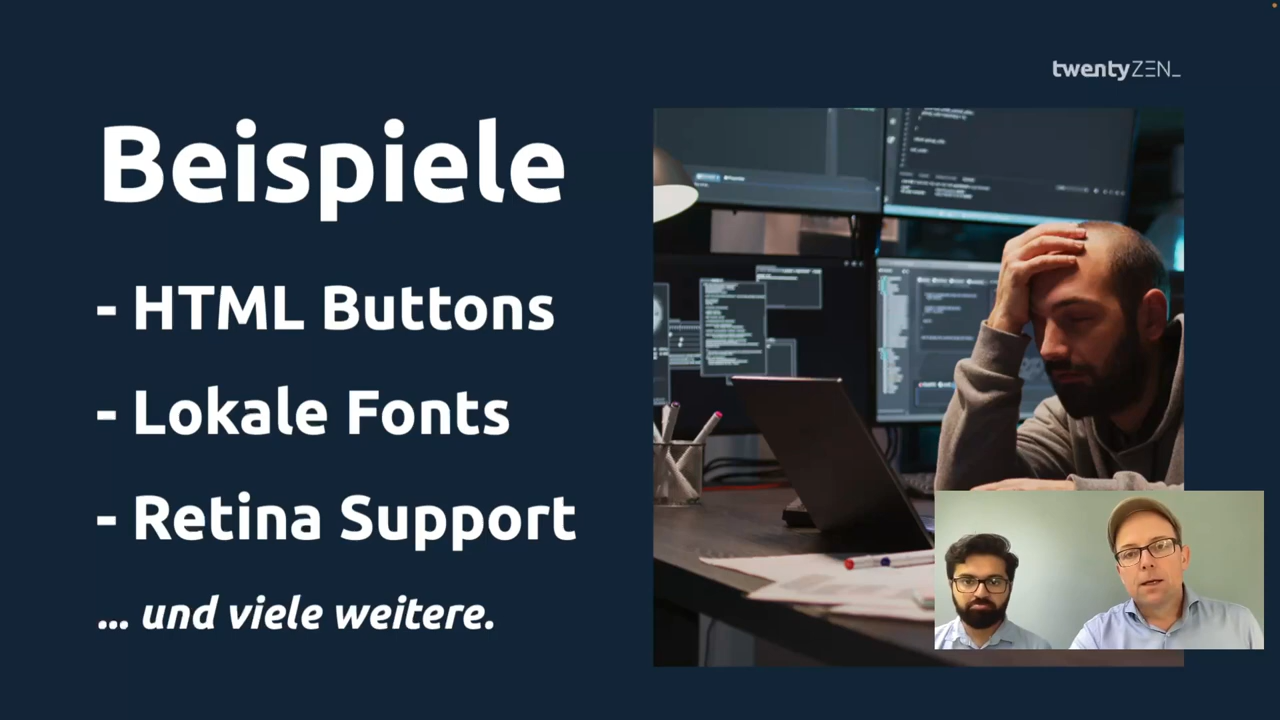 twentyZEN_
Beispiele
- HTML Buttons
- Lokale Fonts
- Retina Support
... und viele weitere.